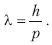 λ = h/p .